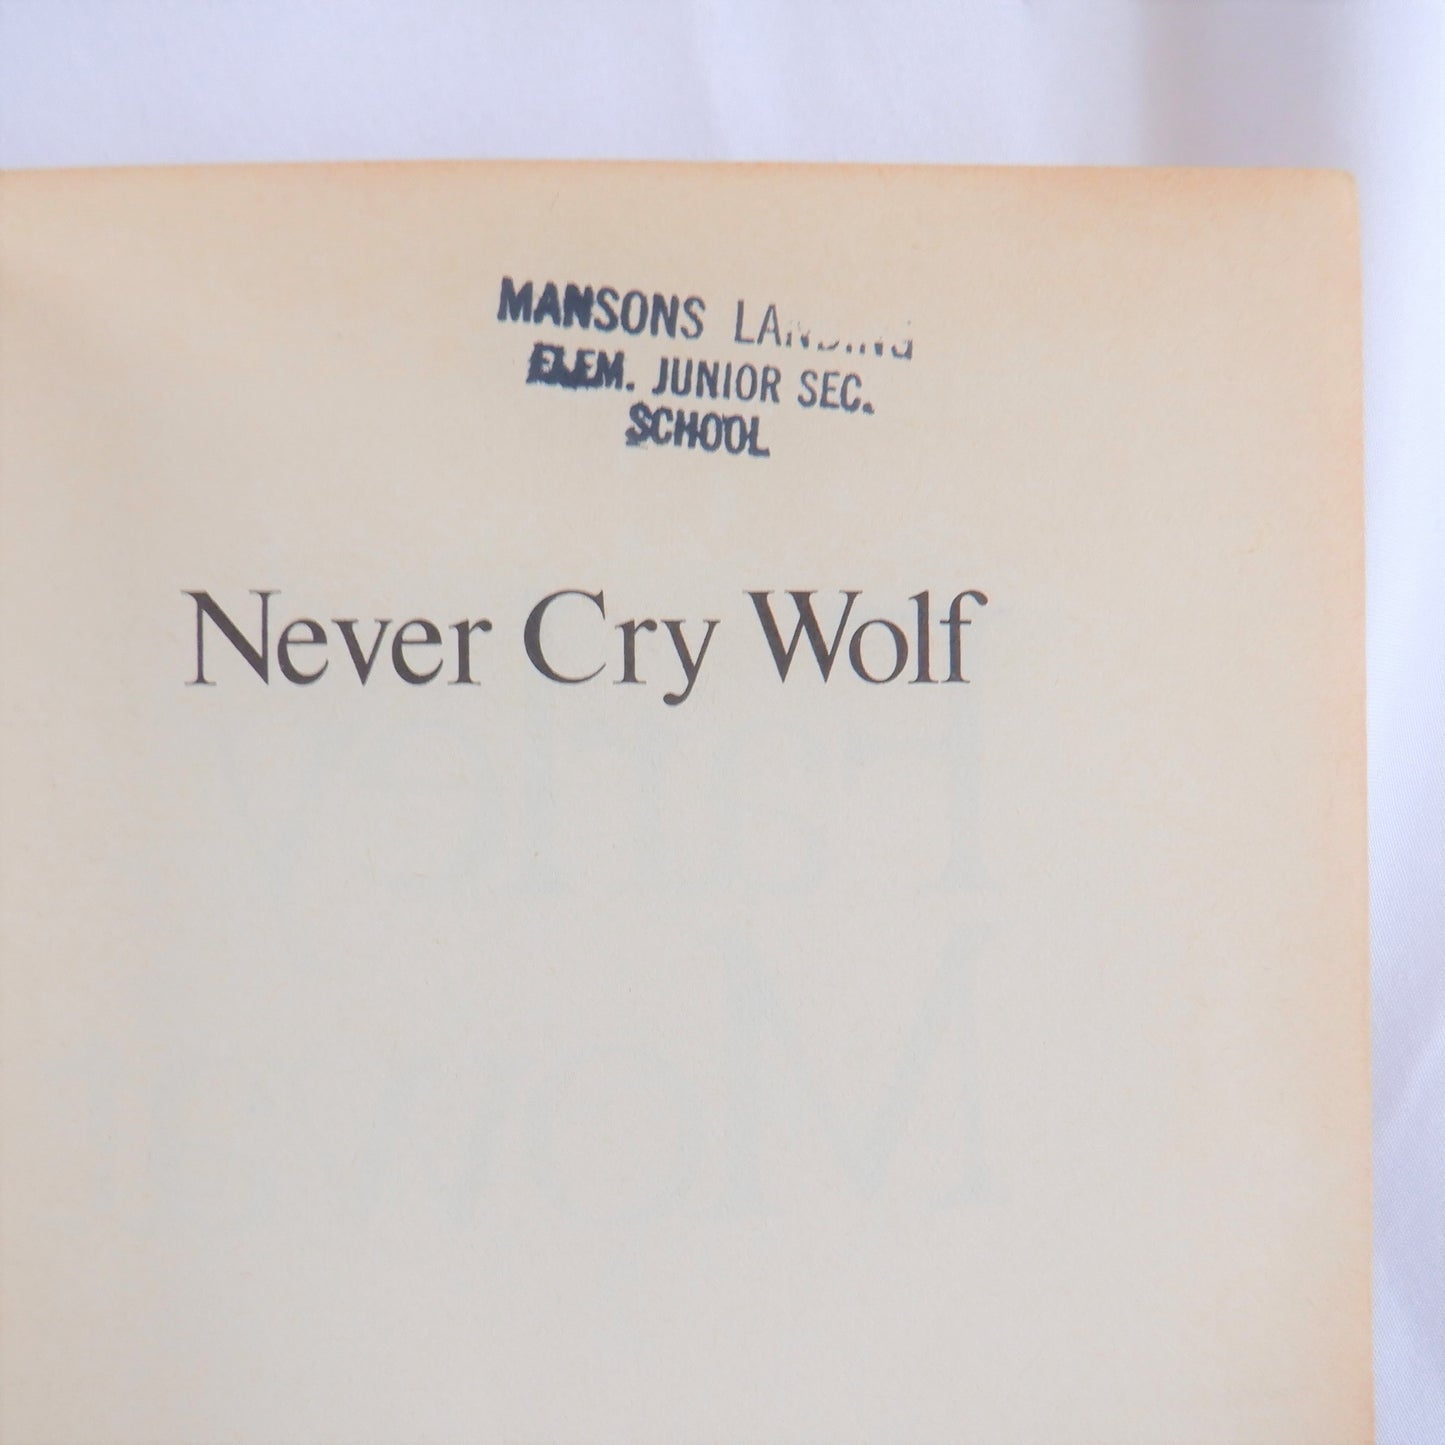 MANSONS LANDING
ELEM. JUNIOR SEC.
SCHOOL
Never Cry Wolf